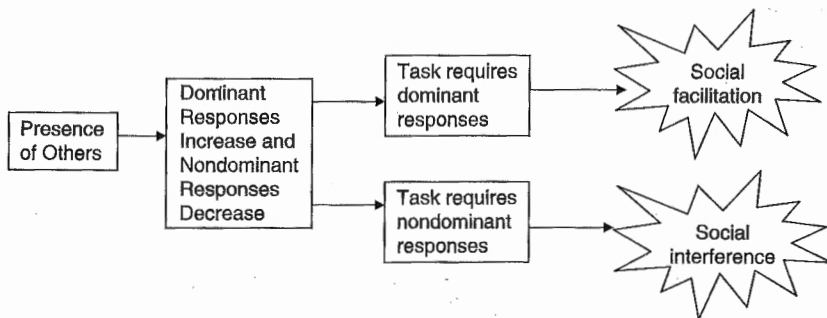 Presence
of Others
Dominant
Responses
Increase and
Nondominant
Responses
Decrease
Task requires
dominant
responses
Social
facilitation
Task requires
nondominant
responses
Social
interference